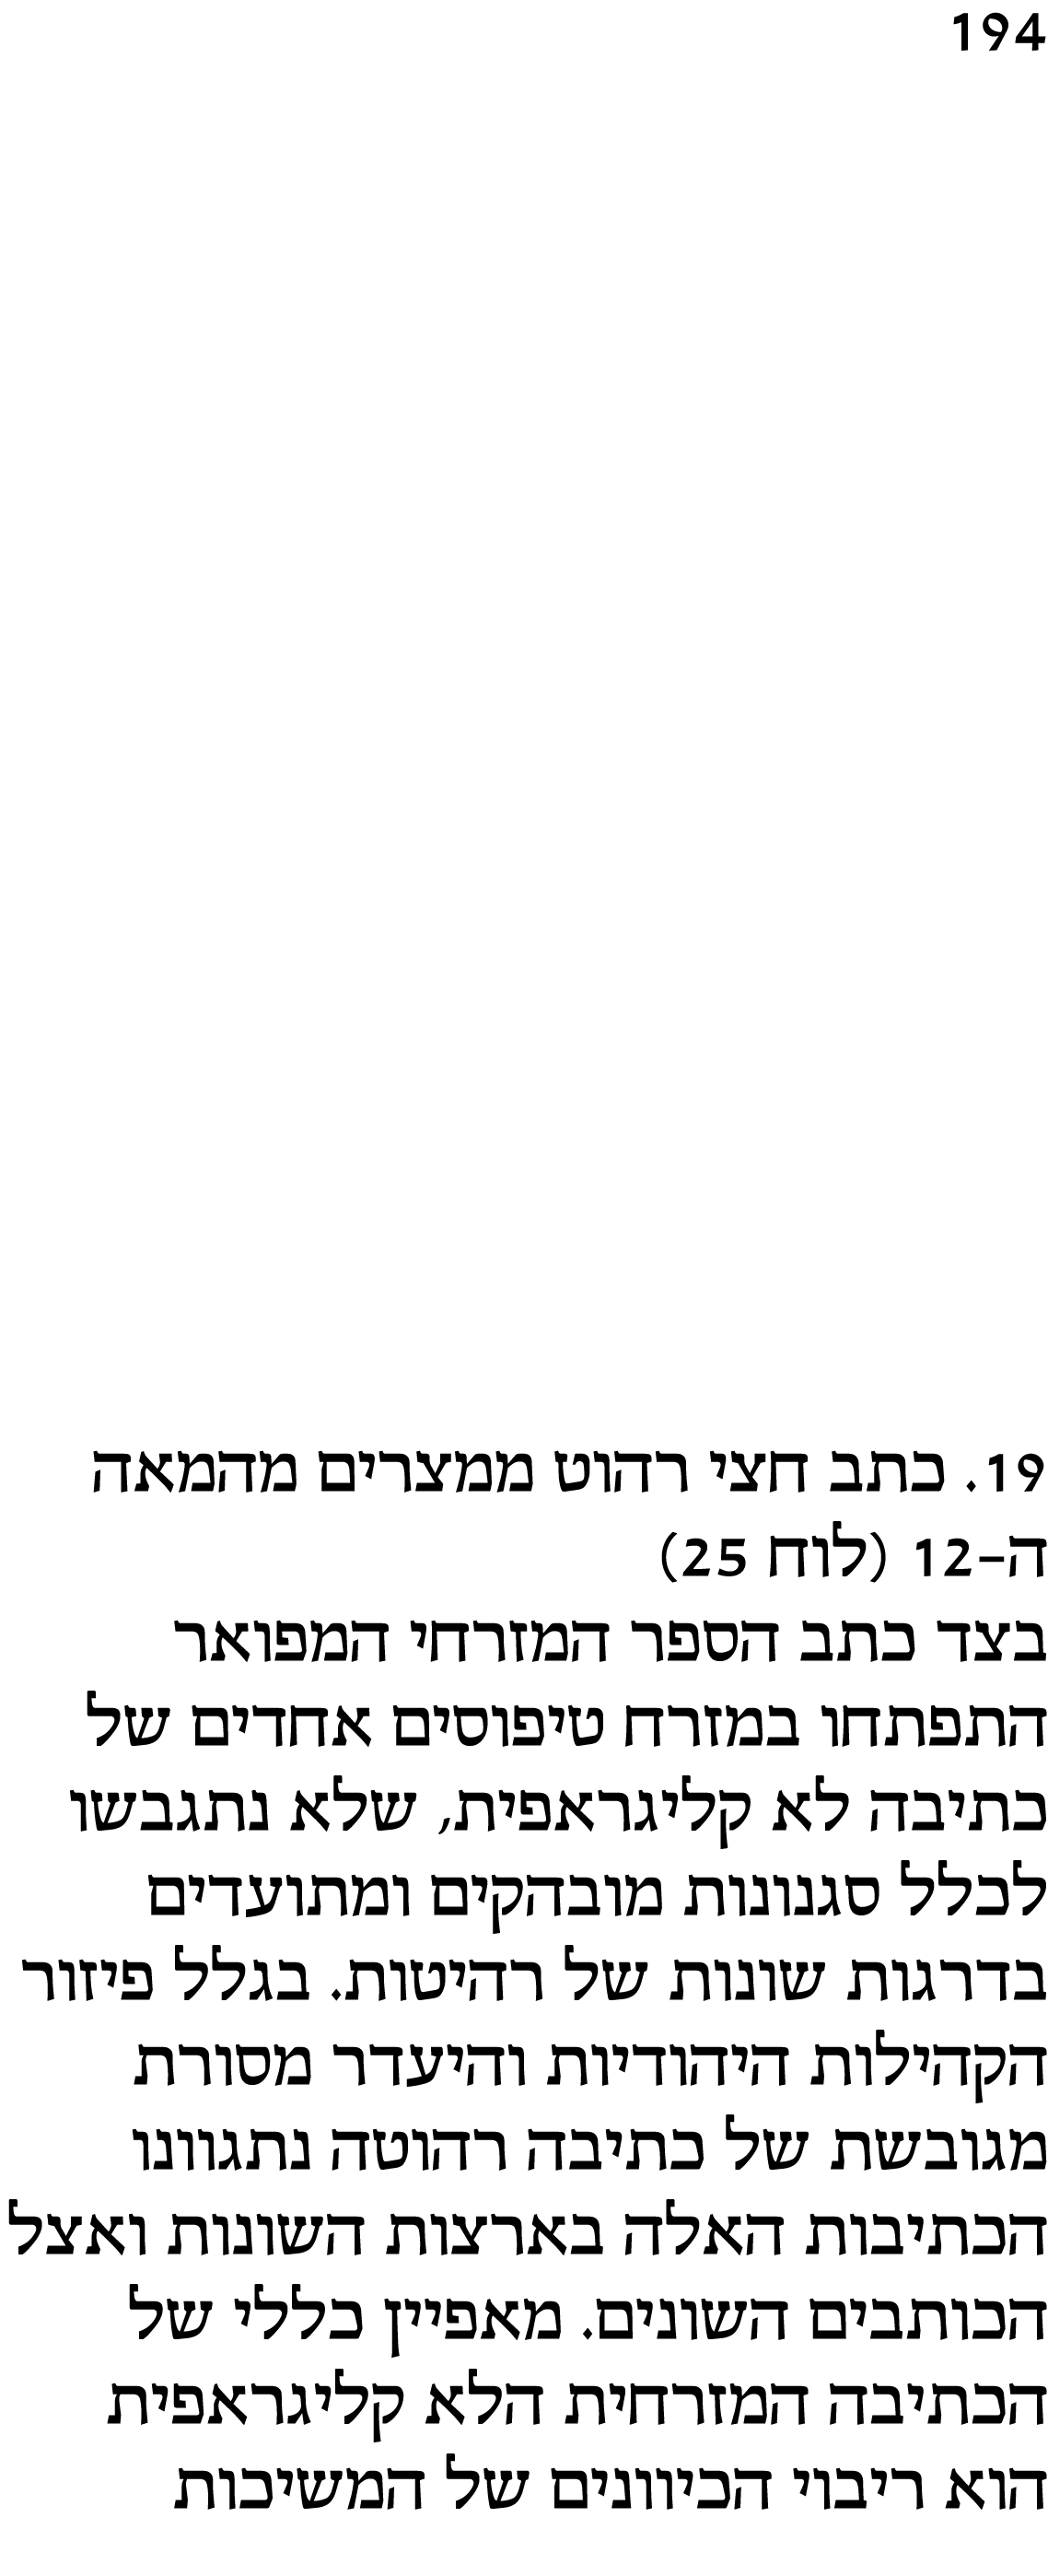 194
19. כתב חצי רהוט ממצרים מהמאה
ה–12 (לוח 25)
בצד כתב הספר המזרחי המפואר
התפתחו במזרח טיפוסים אחדים של
כתיבה לא קליגראפית, שלא נתגבשו
לכלל סגנונות מובהקים ומתועדים
בדרגות שונות של רהיטות. בגלל פיזור
הקהילות היהודיות והיעדר מסורת
מגובשת של כתיבה רהוטה נתגוונו
הכתיבות האלה בארצות השונות ואצל
הכותבים השונים. מאפיין כללי של
הכתיבה המזרחית הלא קליגראפית
הוא ריבוי הכיוונים של המשיכות